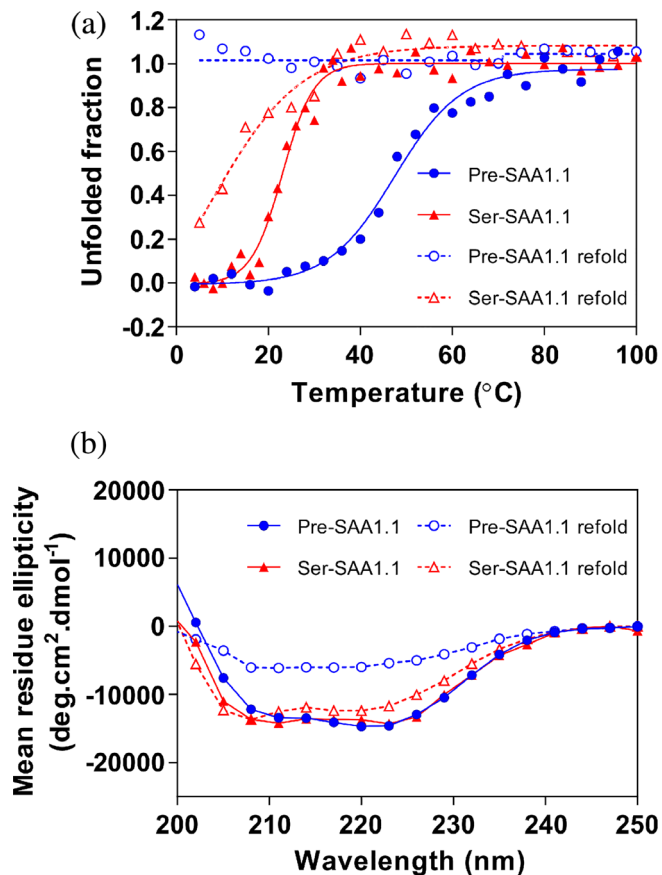 (a)
Unfolded fraction
1.2
1.0
0.8
0.6
0.4
0.2
0.0
-0.2
Pre-SAA1.1
Ser-SAA1.1
Pre-SAA1.1 refold
Ser-SAA1.1 refold
0 20 40 60 80 100
Temperature (°C)
(b)
Mean residue ellipticity
(deg.cm².dmol⁻¹)
20000
10000
0
-10000
-20000
Pre-SAA1.1 Pre-SAA1.1 refold
Ser-SAA1.1 Ser-SAA1.1 refold
200 210 220 230 240 250
Wavelength (nm)